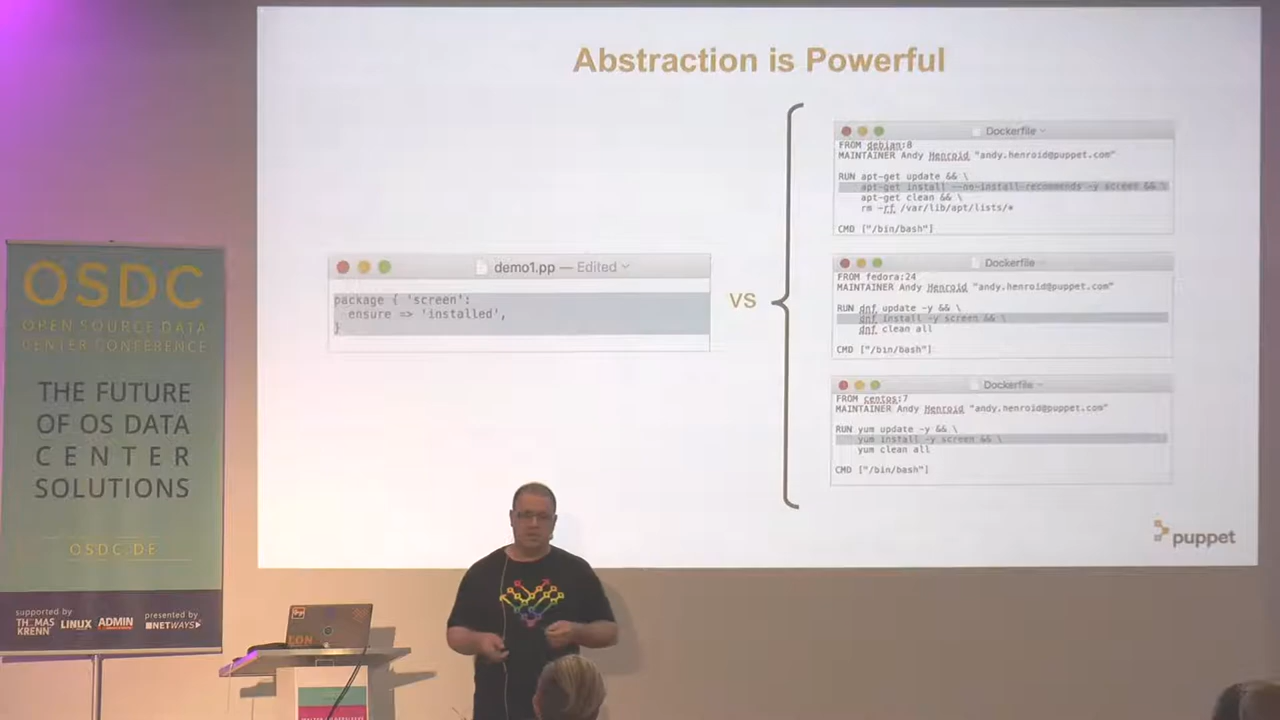 Abstraction is Powerful
demo1.pp — Edited
package { 'screen':
ensure => 'installed',
}
VS
Dockerfile
FROM debian:8
MAINTAINER Andy Henroid "andy.henroid@puppet.com"
RUN apt-get update && \
apt-get install --no-install-recommends -y screen && \
apt-get clean && \
rm -rf /var/lib/apt/lists/*
CMD ["/bin/bash"]
Dockerfile
FROM fedora:24
MAINTAINER Andy Henroid "andy.henroid@puppet.com"
RUN dnf update -y && \
dnf install -y screen && \
dnf clean all
CMD ["/bin/bash"]
Dockerfile
FROM centos:7
MAINTAINER Andy Henroid "andy.henroid@puppet.com"
RUN yum update -y && \
yum install -y screen && \
yum clean all
CMD ["/bin/bash"]
puppet
OSDC
OPEN SOURCE DATA
CENTER CONFERENCE
THE FUTURE
OF OS DATA
CENTER
SOLUTIONS
OSDC.DE
supported by
THOMAS
KRENN
LINUX
ADMIN
presented by
NETWAYS